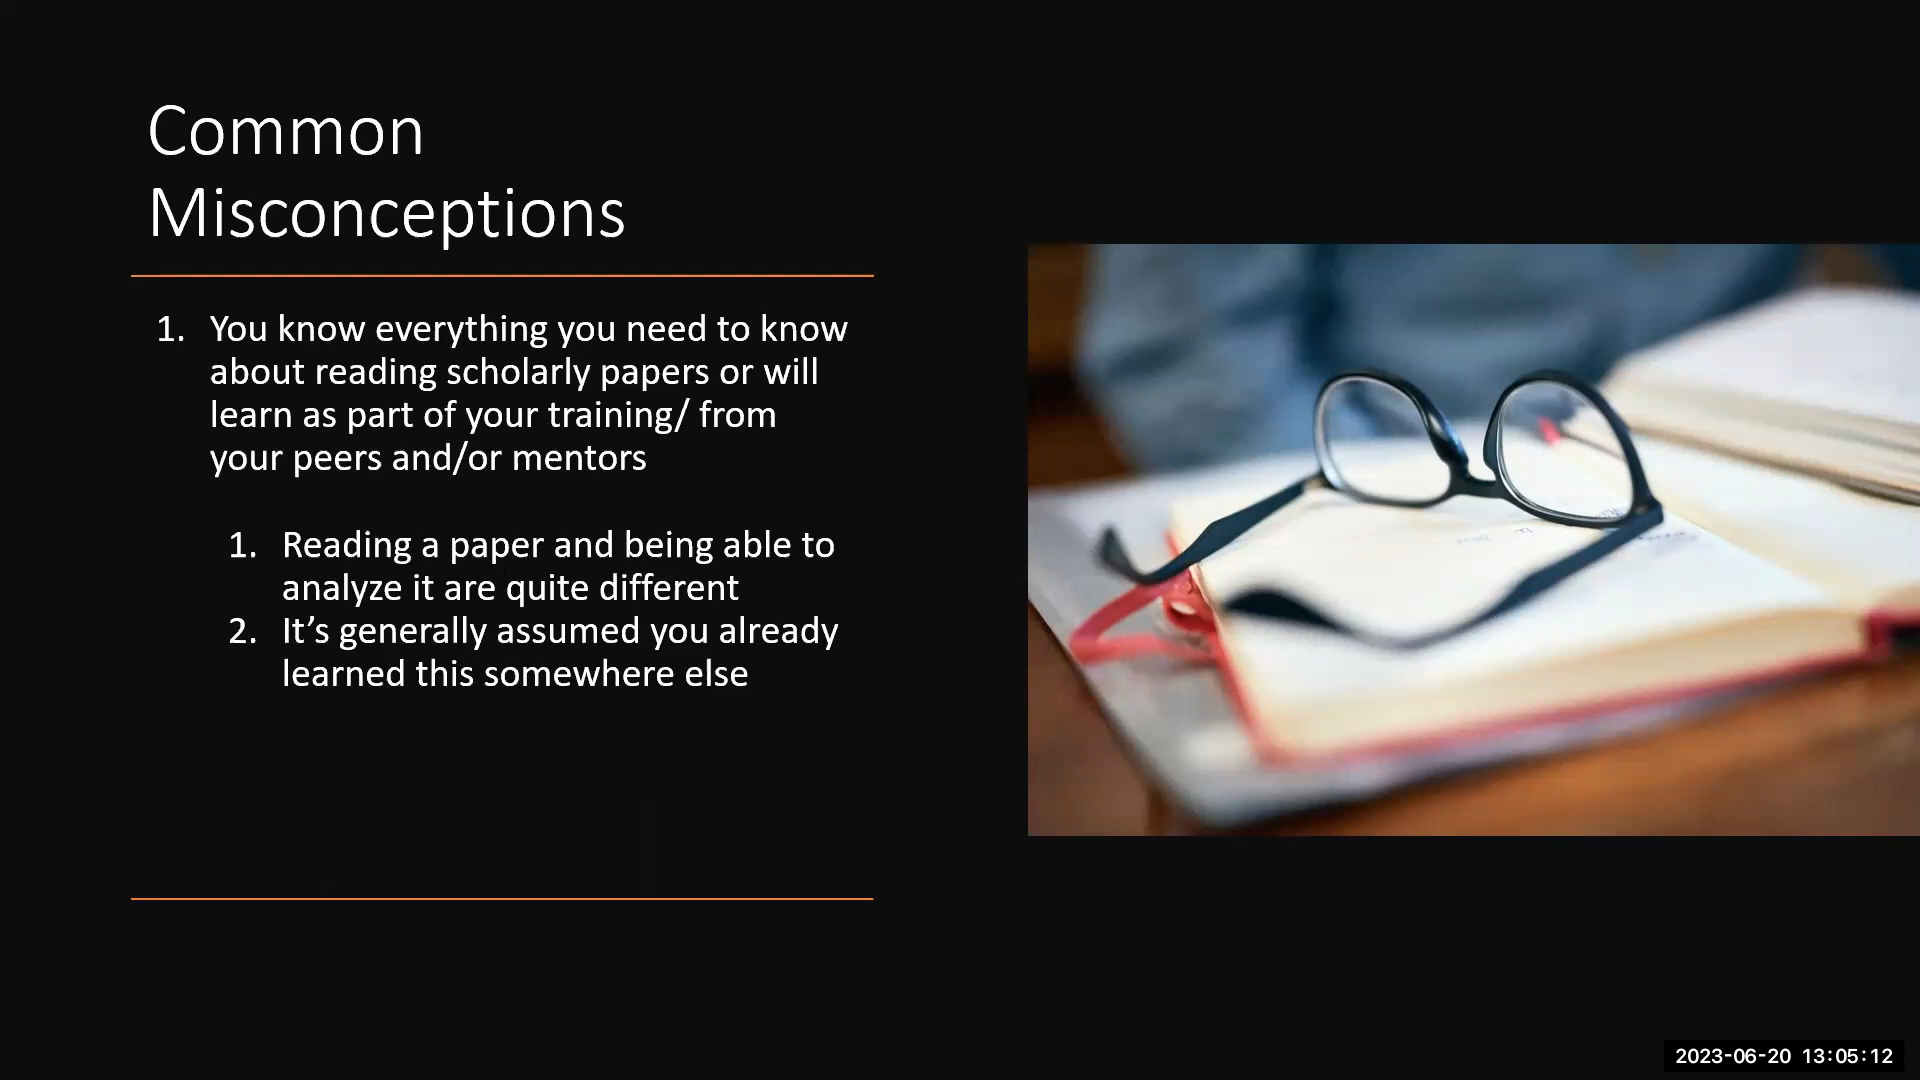 Common
Misconceptions
1. You know everything you need to know
about reading scholarly papers or will
learn as part of your training/ from
your peers and/or mentors
1. Reading a paper and being able to
analyze it are quite different
2. It’s generally assumed you already
learned this somewhere else
2023-06-20 13:05:12